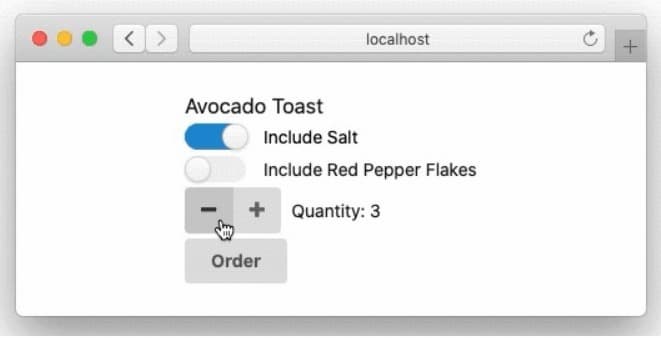 localhost
Avocado Toast
Include Salt
Include Red Pepper Flakes
Quantity: 3
Order